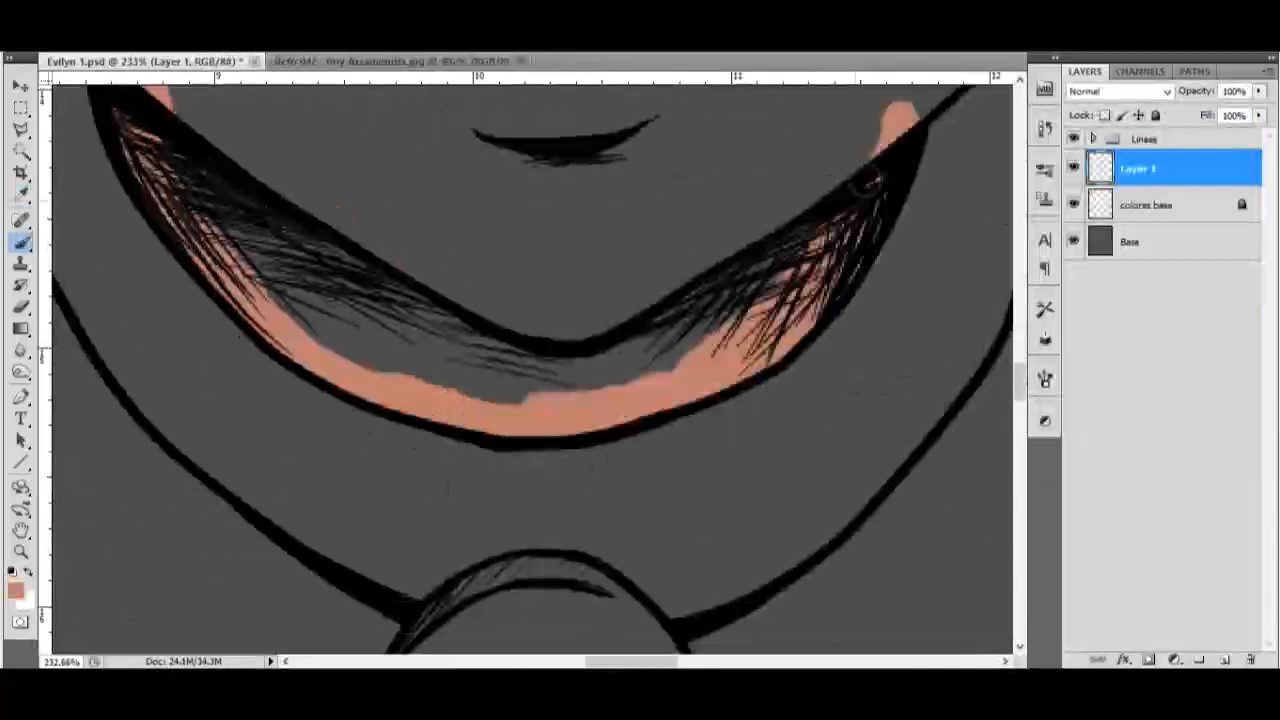 Evilyn 1.psd @ 233% (Layer 1, RGB/8#) *
9 10 11 12
LAYERS CHANNELS PATHS
Normal Opacity: 100%
Lock: Fill: 100%
Lineas
Layer 1
colores base
Base
232.86% Doc: 24.1M/34.3M